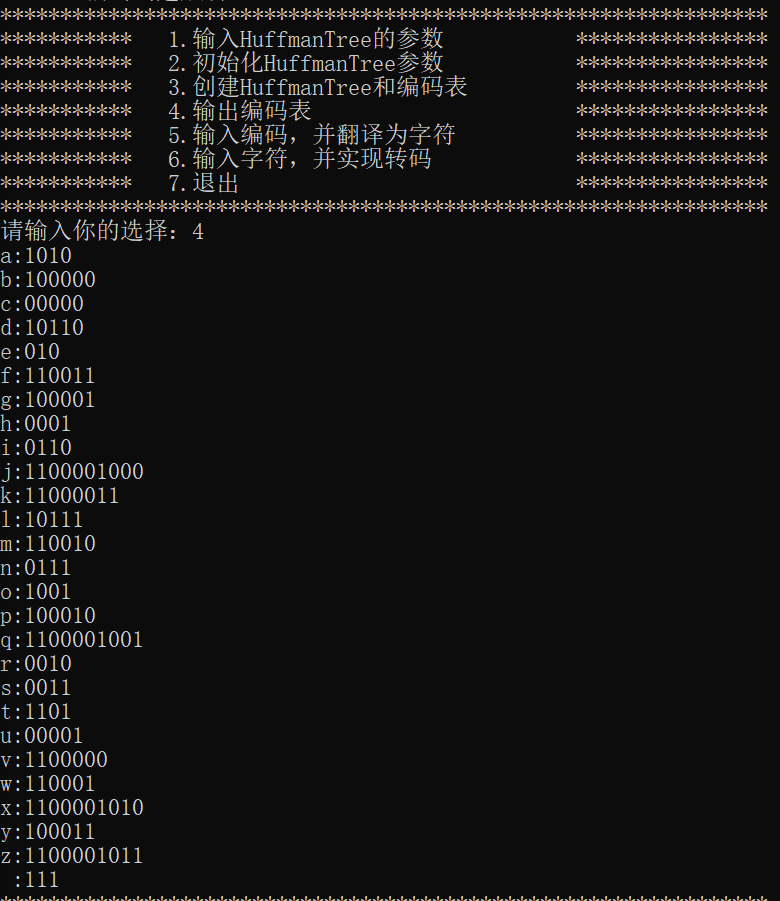 ****************************************************************
***********   1.输入HuffmanTree的参数           ****************
***********   2.初始化HuffmanTree参数           ****************
***********   3.创建HuffmanTree和编码表         ****************
***********   4.输出编码表                      ****************
***********   5.输入编码，并翻译为字符          ****************
***********   6.输入字符，并实现转码            ****************
***********   7.退出                            ****************
****************************************************************
请输入你的选择：4
a:1010
b:100000
c:00000
d:10110
e:010
f:110011
g:100001
h:0001
i:0110
j:1100001000
k:11000011
l:10111
m:110010
n:0111
o:1001
p:100010
q:1100001001
r:0010
s:0011
t:1101
u:00001
v:1100000
w:110001
x:1100001010
y:100011
z:1100001011
 :111
****************************************************************